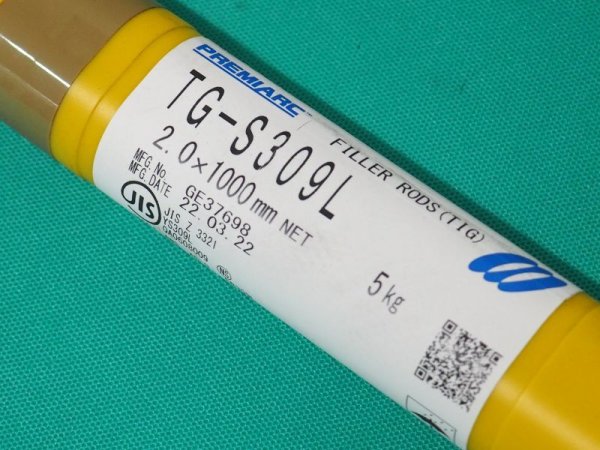 PREMIARC
TG-S309L
FILLER RODS(TIG)
2.0×1000mm NET
5kg
MFG.No GE37698
MFG.DATE 22.03.22
JIS
JIS Z 3321
YS309L